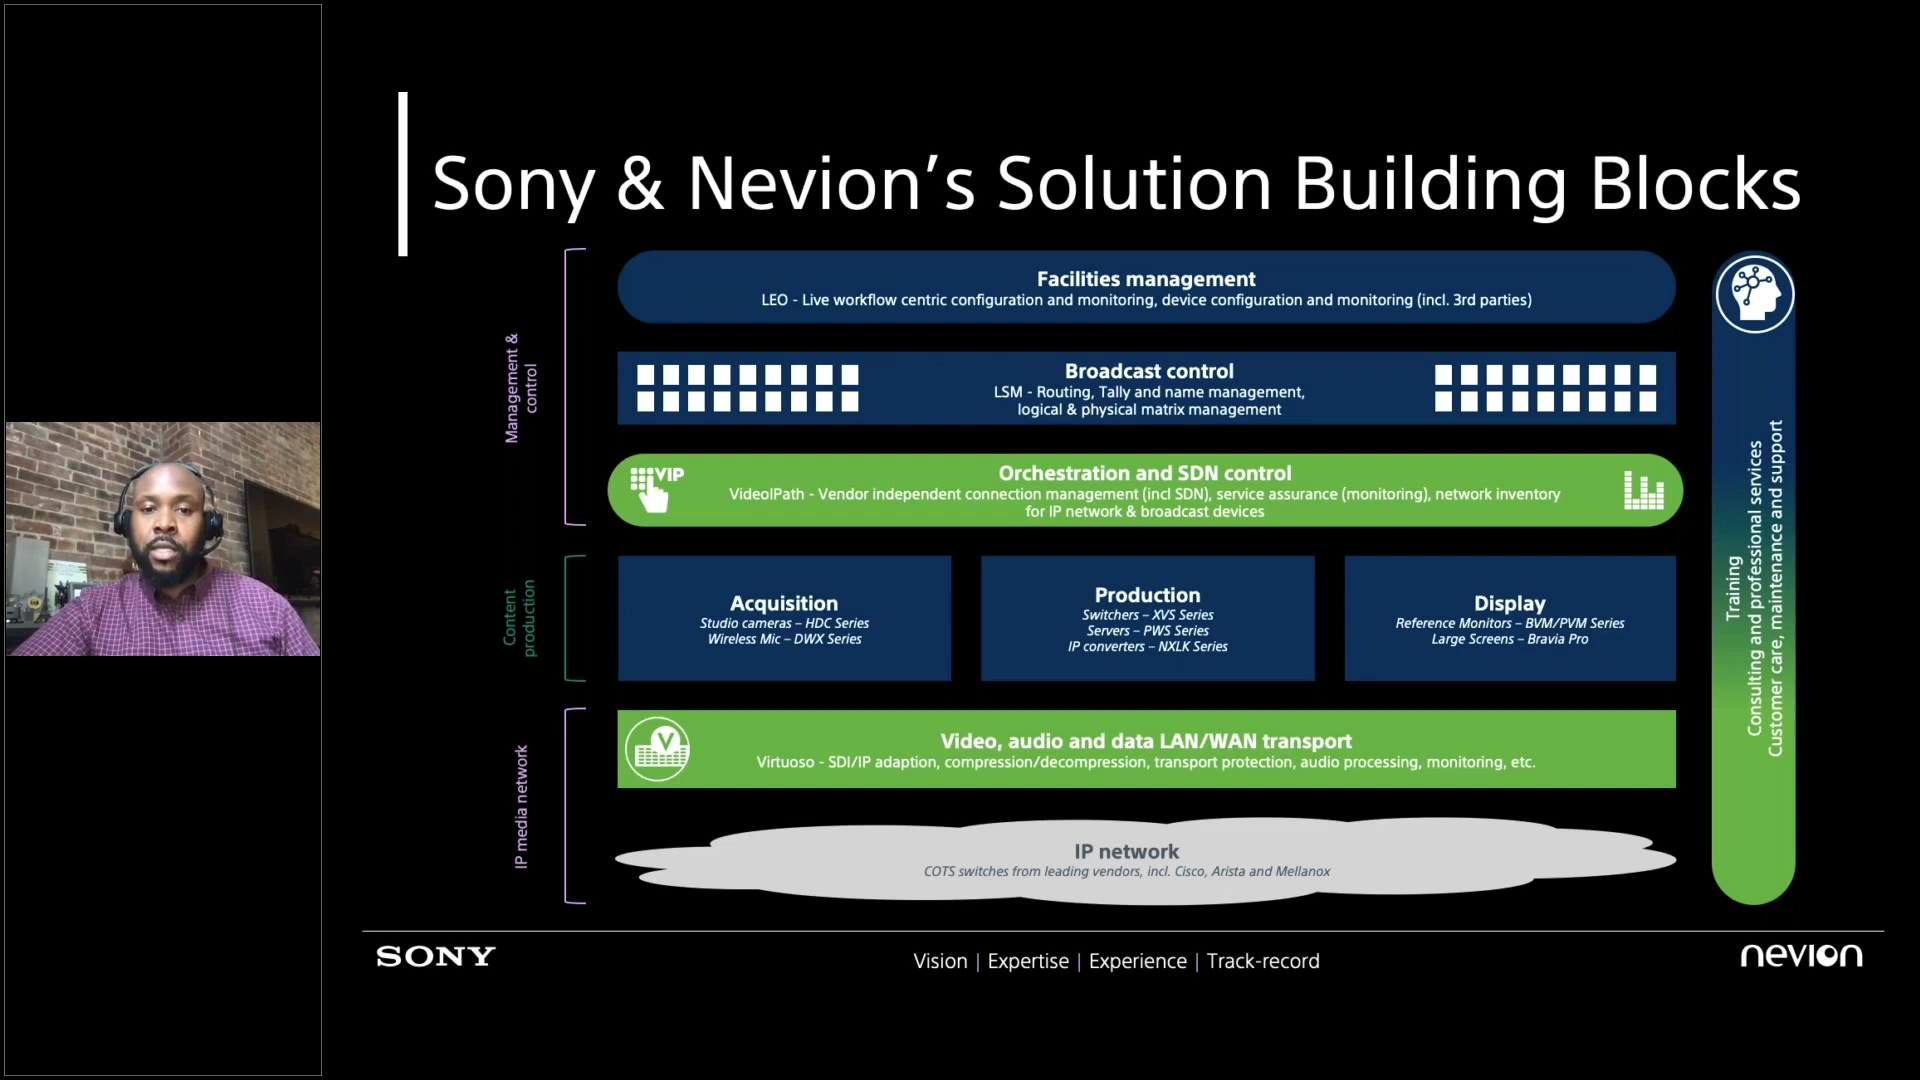 Sony & Nevion’s Solution Building Blocks
Management &
control
Facilities management
LEO - Live workflow centric configuration and monitoring, device configuration and monitoring (incl. 3rd parties)
Broadcast control
LSM - Routing, Tally and name management,
logical & physical matrix management
VIP
Orchestration and SDN control
VideoIPath - Vendor independent connection management (incl SDN), service assurance (monitoring), network inventory
for IP network & broadcast devices
Content
production
Acquisition
Studio cameras – HDC Series
Wireless Mic – DWX Series
Production
Switchers – XVS Series
Servers – PWS Series
IP converters – NXLK Series
Display
Reference Monitors – BVM/PVM Series
Large Screens – Bravia Pro
IP media network
V
Video, audio and data LAN/WAN transport
Virtuoso - SDI/IP adaption, compression/decompression, transport protection, audio processing, monitoring, etc.
IP network
COTS switches from leading vendors, incl. Cisco, Arista and Mellanox
Training
Consulting and professional services
Customer care, maintenance and support
SONY
Vision | Expertise | Experience | Track-record
nevion